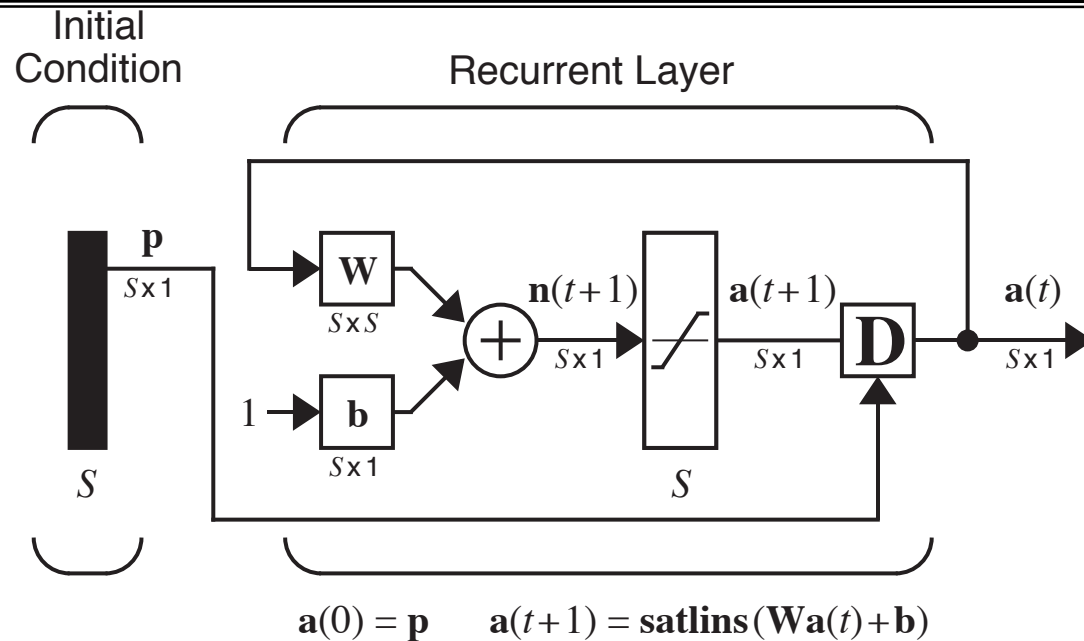 Initial
Condition
Recurrent Layer
p
S x 1
W
S x S
1
b
S x 1
n(t+1)
S x 1
a(t+1)
S x 1
D
a(t)
S x 1
S
S
a(0) = p a(t+1) = satlins(Wa(t)+b)